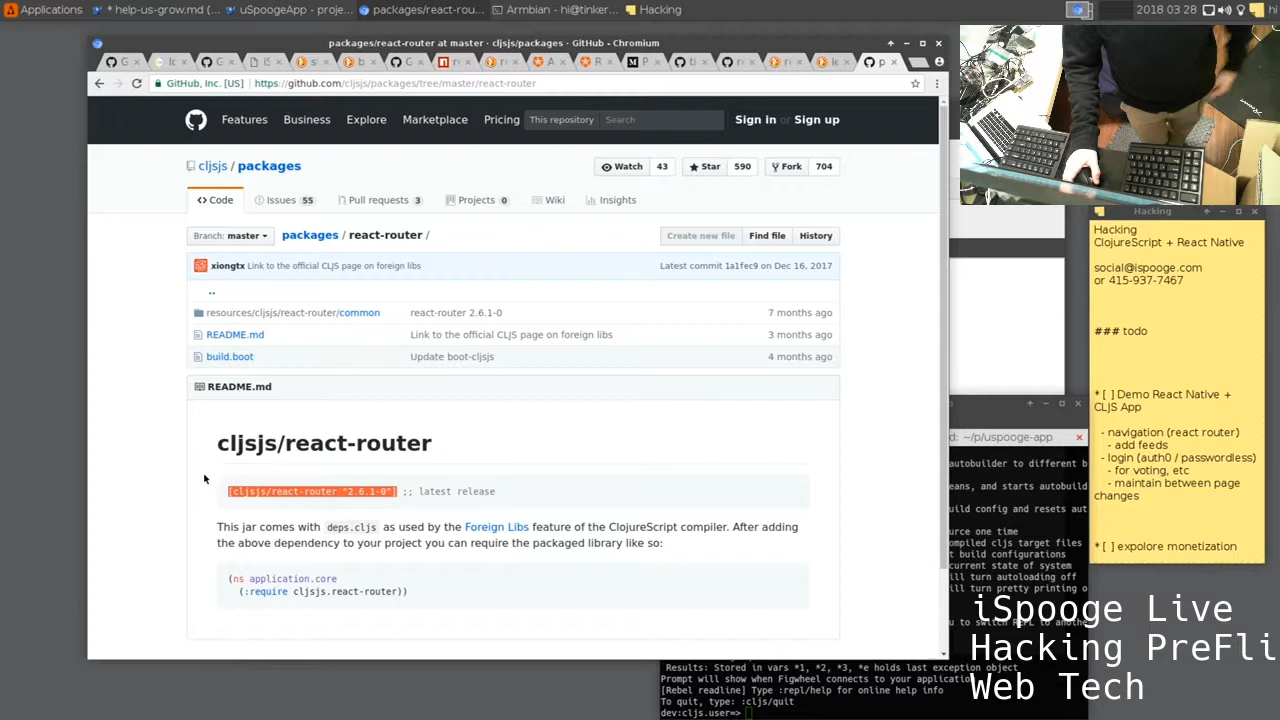 Applications
* help-us-grow.md (...
uSpoogeApp - proje...
packages/react-rou...
Armbian - hi@tinker...
Hacking
2018 03 28
hi
packages/react-router at master · cljsjs/packages · GitHub - Chromium
GitHub, Inc. [US]
https://github.com/cljsjs/packages/tree/master/react-router
Features
Business
Explore
Marketplace
Pricing
This repository
Search
Sign in or Sign up
cljsjs / packages
Watch 43
Star 590
Fork 704
<> Code
Issues 55
Pull requests 3
Projects 0
Wiki
Insights
Branch: master
packages / react-router /
Create new file
Find file
History
xiongtx Link to the official CLJS page on foreign libs
Latest commit 1a1fec9 on Dec 16, 2017
..
resources/cljsjs/react-router/common
react-router 2.6.1-0
7 months ago
README.md
Link to the official CLJS page on foreign libs
3 months ago
build.boot
Update boot-cljsjs
4 months ago
README.md
cljsjs/react-router
[cljsjs/react-router "2.6.1-0"] ;; latest release
This jar comes with deps.cljs as used by the Foreign Libs feature of the ClojureScript compiler. After adding
the above dependency to your project you can require the packaged library like so:
(ns application.core
(:require cljsjs.react-router))
Hacking
Hacking
ClojureScript + React Native
social@ispooge.com
or 415-937-7467
### todo
* [ ] Demo React Native +
CLJS App
- navigation (react router)
- add feeds
- login (auth0 / passwordless)
- for voting, etc
- maintain between page
changes
* [ ] expolore monetization
: ~/p/uspooge-app
autobuilder to different b
eans, and starts autobuild
uild config and resets aut
urce one time
ompiled cljs target files
t build configurations
current state of system
ill turn autoloading off
ill turn pretty printing o
u to switch REPL to anothe
Results: Stored in vars *1, *2, *3, *e holds last exception object
Prompt will show when Figwheel connects to your application
[Rebel readline] Type :repl/help for online help info
To quit, type: :cljs/quit
dev:cljs.user=>
iSpooge Live
Hacking PreFli
Web Tech